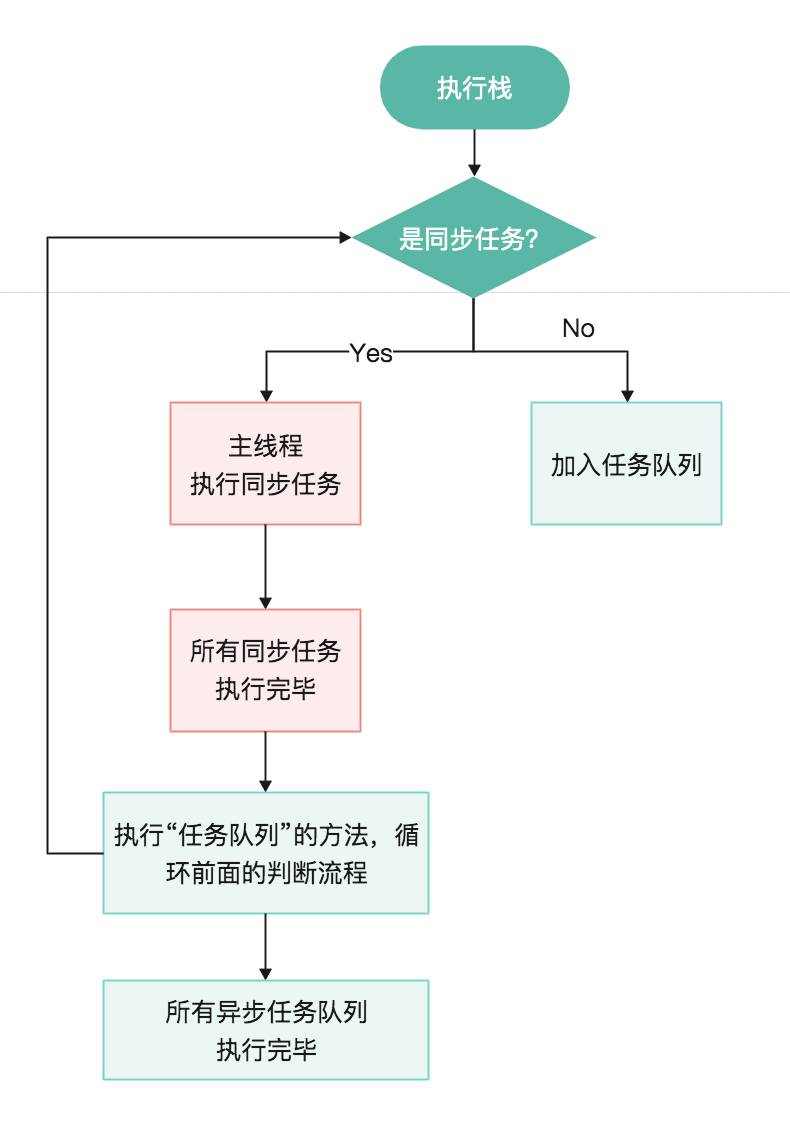 执行栈
是同步任务？
Yes
No
主线程
执行同步任务
加入任务队列
所有同步任务
执行完毕
执行“任务队列”的方法，循
环前面的判断流程
所有异步任务队列
执行完毕